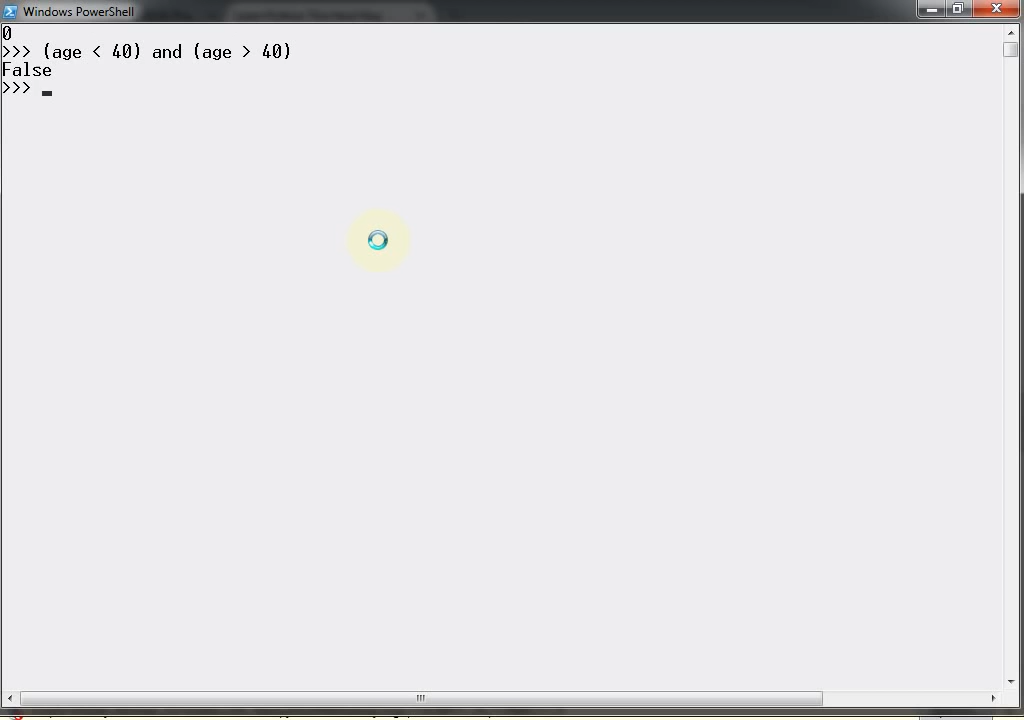 Windows PowerShell
0
>>> (age < 40) and (age > 40)
False
>>>